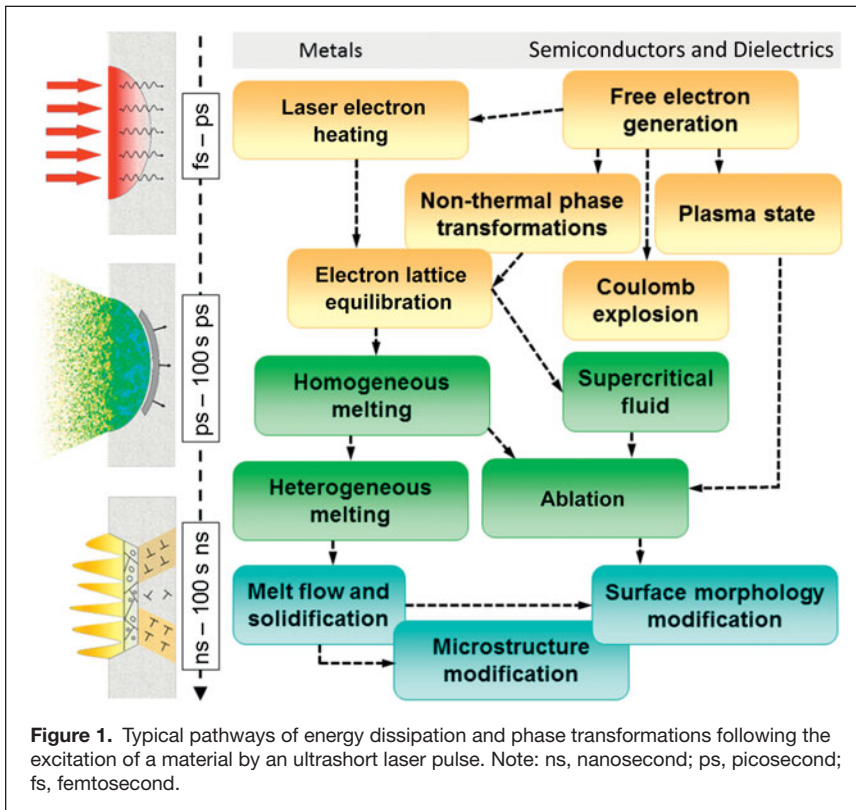 Metals
Semiconductors and Dielectrics
fs – ps
Laser electron
heating
Free electron
generation
Non-thermal phase
transformations
Plasma state
Electron lattice
equilibration
Coulomb
explosion
ps – 100 s ps
Homogeneous
melting
Supercritical
fluid
Heterogeneous
melting
Ablation
ns – 100 s ns
Melt flow and
solidification
Surface morphology
modification
Microstructure
modification
Figure 1. Typical pathways of energy dissipation and phase transformations following the
excitation of a material by an ultrashort laser pulse. Note: ns, nanosecond; ps, picosecond;
fs, femtosecond.